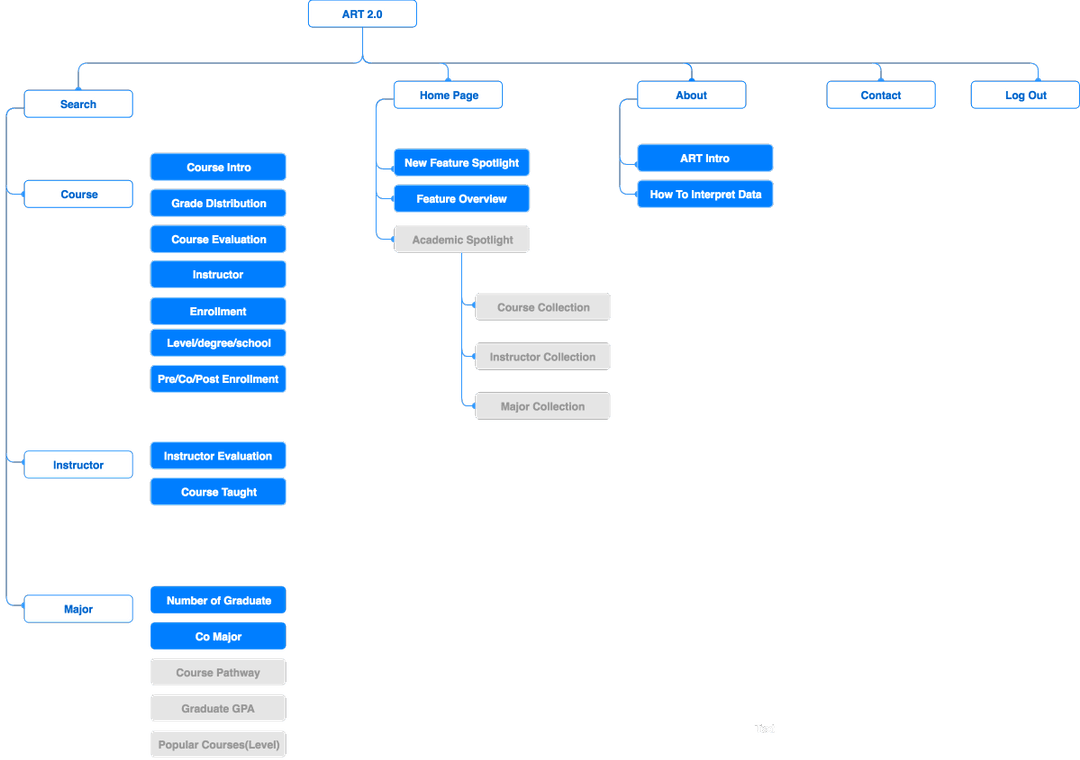 ART 2.0
Search
Home Page
About
Contact
Log Out
Course
Course Intro
Grade Distribution
Course Evaluation
Instructor
Enrollment
Level/degree/school
Pre/Co/Post Enrollment
Instructor
Instructor Evaluation
Course Taught
Major
Number of Graduate
Co Major
Course Pathway
Graduate GPA
Popular Courses(Level)
New Feature Spotlight
Feature Overview
Academic Spotlight
Course Collection
Instructor Collection
Major Collection
ART Intro
How To Interpret Data